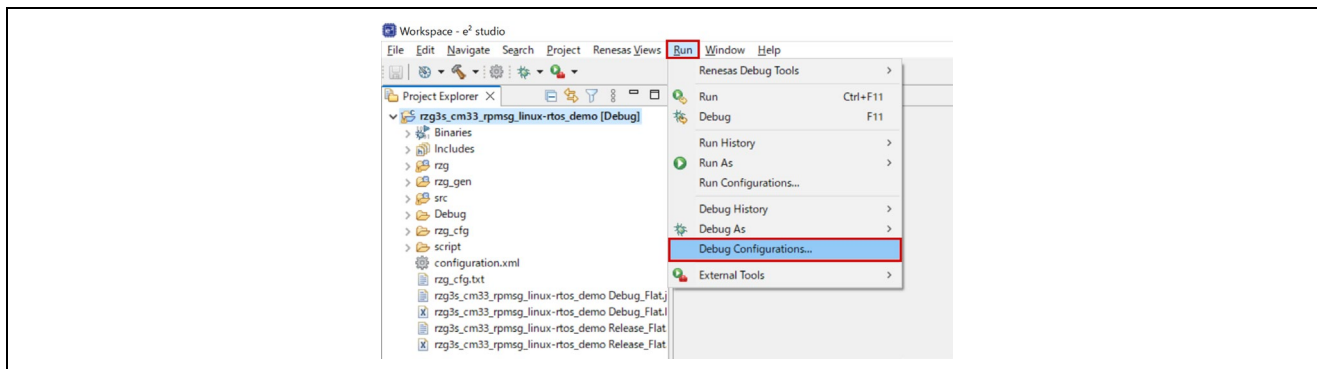 Workspace - e² studio
File Edit Navigate Search Project Renesas Views Run Window Help
Project Explorer
rzg3s_cm33_rpmsg_linux-rtos_demo [Debug]
Binaries
Includes
rzg
rzg_gen
src
Debug
rzg_cfg
script
configuration.xml
rzg_cfg.txt
rzg3s_cm33_rpmsg_linux-rtos_demo Debug_Flat.j
rzg3s_cm33_rpmsg_linux-rtos_demo Debug_Flat.l
rzg3s_cm33_rpmsg_linux-rtos_demo Release_Flat
rzg3s_cm33_rpmsg_linux-rtos_demo Release_Flat
Renesas Debug Tools
Run Ctrl+F11
Debug F11
Run History
Run As
Run Configurations...
Debug History
Debug As
Debug Configurations...
External Tools